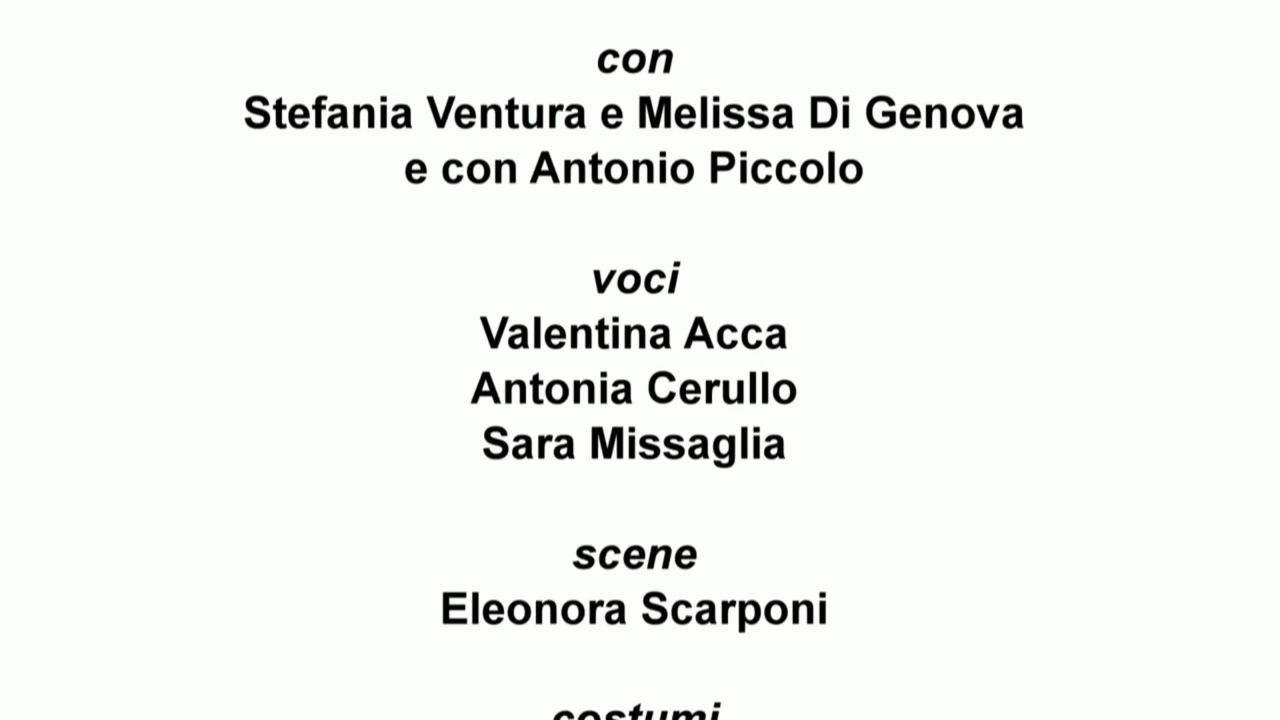 con
Stefania Ventura e Melissa Di Genova
e con Antonio Piccolo
voci
Valentina Acca
Antonia Cerullo
Sara Missaglia
scene
Eleonora Scarponi
costumi